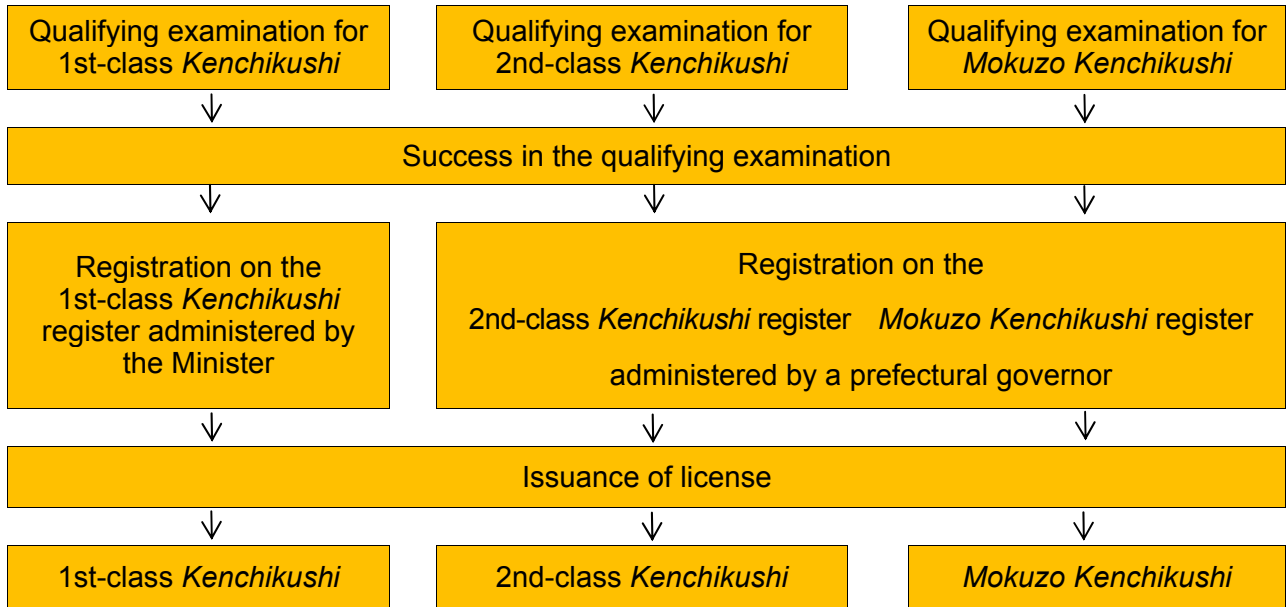 Qualifying examination for
1st-class Kenchikushi
Qualifying examination for
2nd-class Kenchikushi
Qualifying examination for
Mokuzo Kenchikushi
Success in the qualifying examination
Registration on the
1st-class Kenchikushi
register administered by
the Minister
Registration on the
2nd-class Kenchikushi register Mokuzo Kenchikushi register
administered by a prefectural governor
Issuance of license
1st-class Kenchikushi
2nd-class Kenchikushi
Mokuzo Kenchikushi